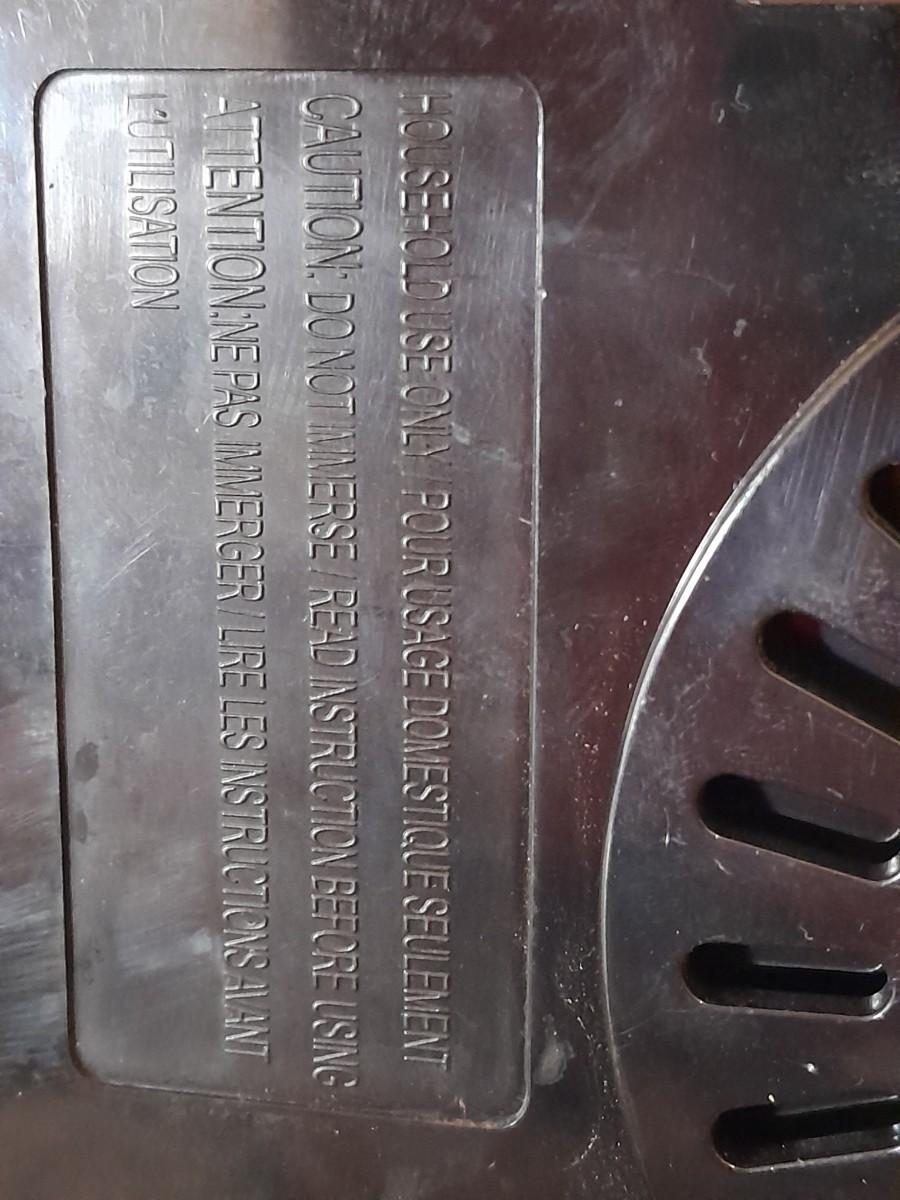 HOUSEHOLD USE ONLY / POUR USAGE DOMESTIQUE SEULEMENT
CAUTION: DO NOT IMMERSE / READ INSTRUCTION BEFORE USING
ATTENTION:NE PAS IMMERGER / LIRE LES INSTRUCTIONS AVANT
L'UTILISATION